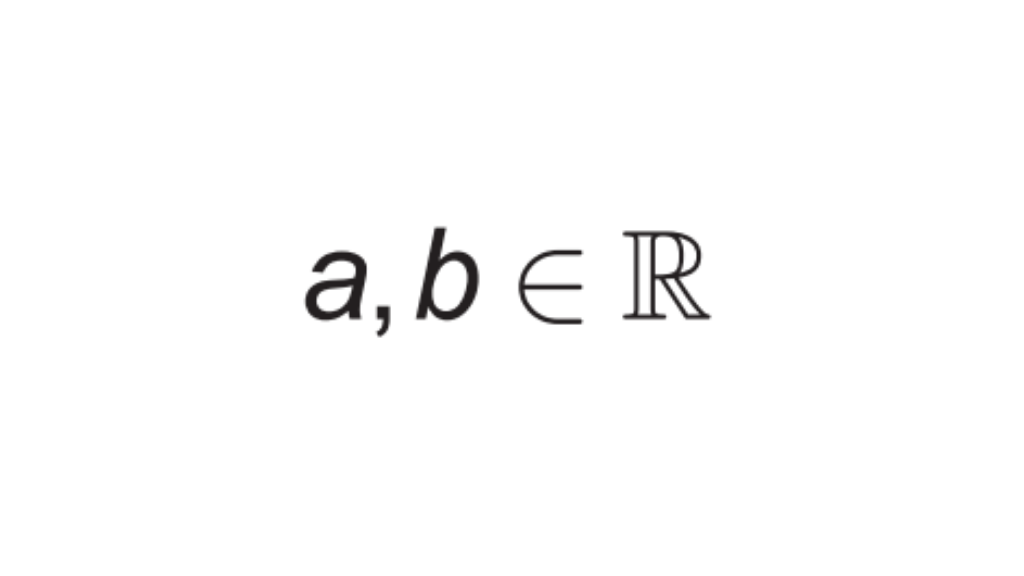 a, b ∈ ℝ